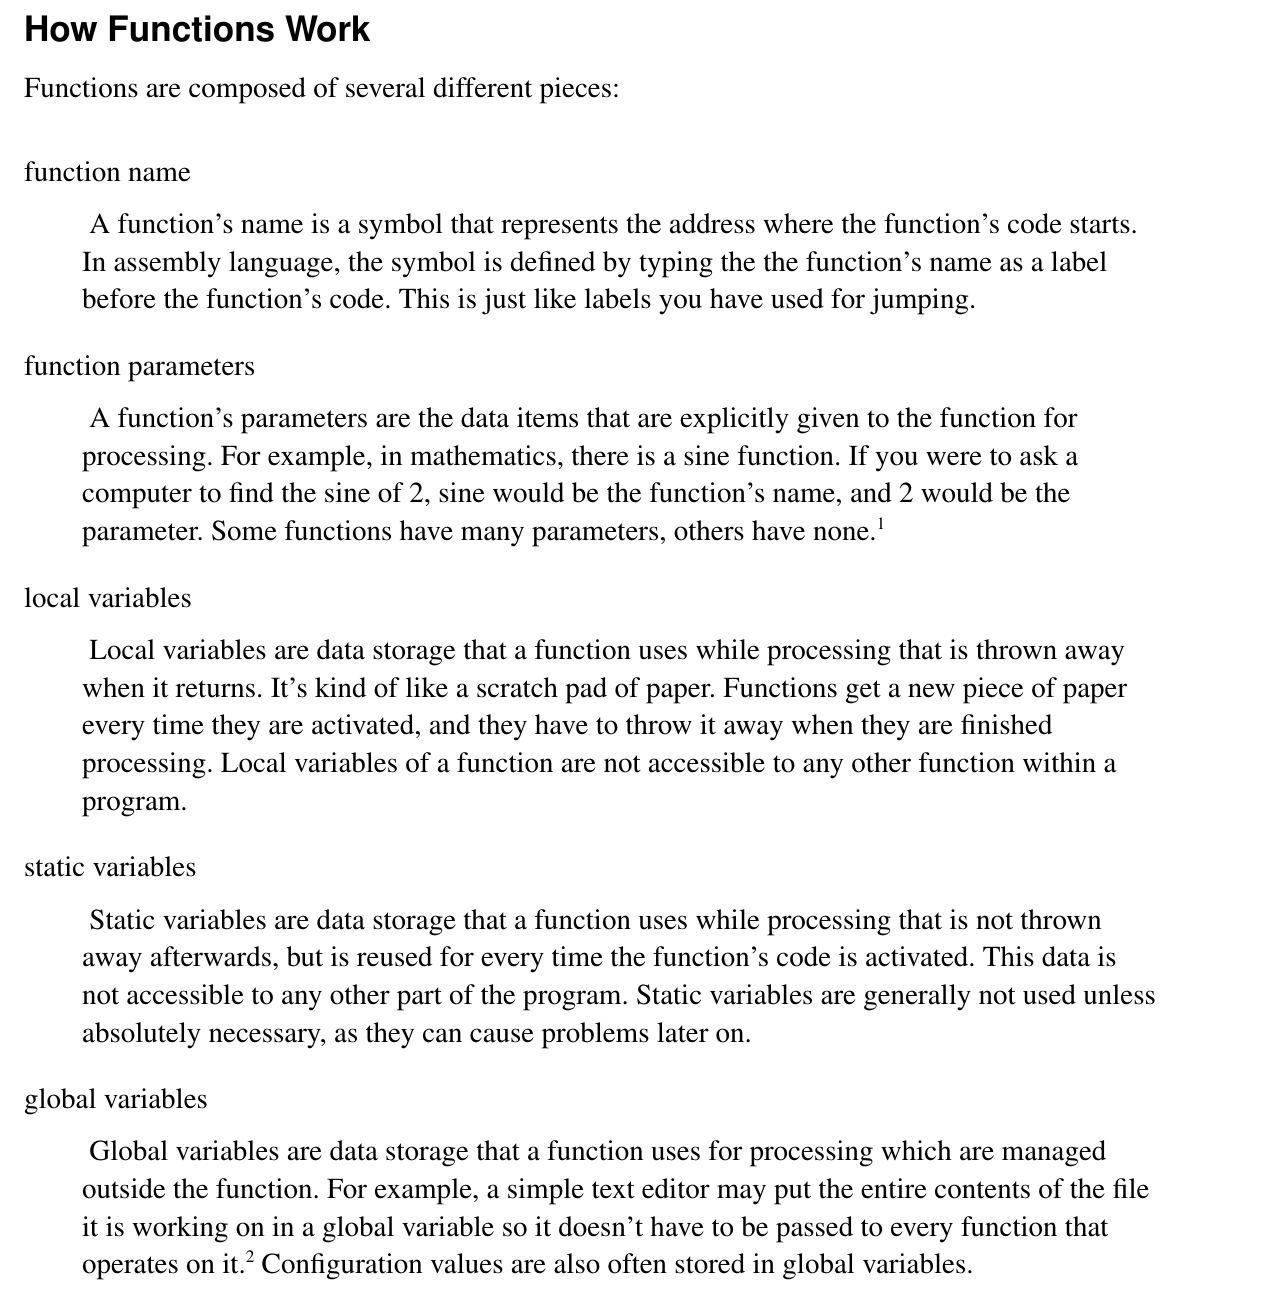 How Functions Work
Functions are composed of several different pieces:
function name
A function’s name is a symbol that represents the address where the function’s code starts.
In assembly language, the symbol is defined by typing the the function’s name as a label
before the function’s code. This is just like labels you have used for jumping.
function parameters
A function’s parameters are the data items that are explicitly given to the function for
processing. For example, in mathematics, there is a sine function. If you were to ask a
computer to find the sine of 2, sine would be the function’s name, and 2 would be the
parameter. Some functions have many parameters, others have none.¹
local variables
Local variables are data storage that a function uses while processing that is thrown away
when it returns. It’s kind of like a scratch pad of paper. Functions get a new piece of paper
every time they are activated, and they have to throw it away when they are finished
processing. Local variables of a function are not accessible to any other function within a
program.
static variables
Static variables are data storage that a function uses while processing that is not thrown
away afterwards, but is reused for every time the function’s code is activated. This data is
not accessible to any other part of the program. Static variables are generally not used unless
absolutely necessary, as they can cause problems later on.
global variables
Global variables are data storage that a function uses for processing which are managed
outside the function. For example, a simple text editor may put the entire contents of the file
it is working on in a global variable so it doesn’t have to be passed to every function that
operates on it.² Configuration values are also often stored in global variables.